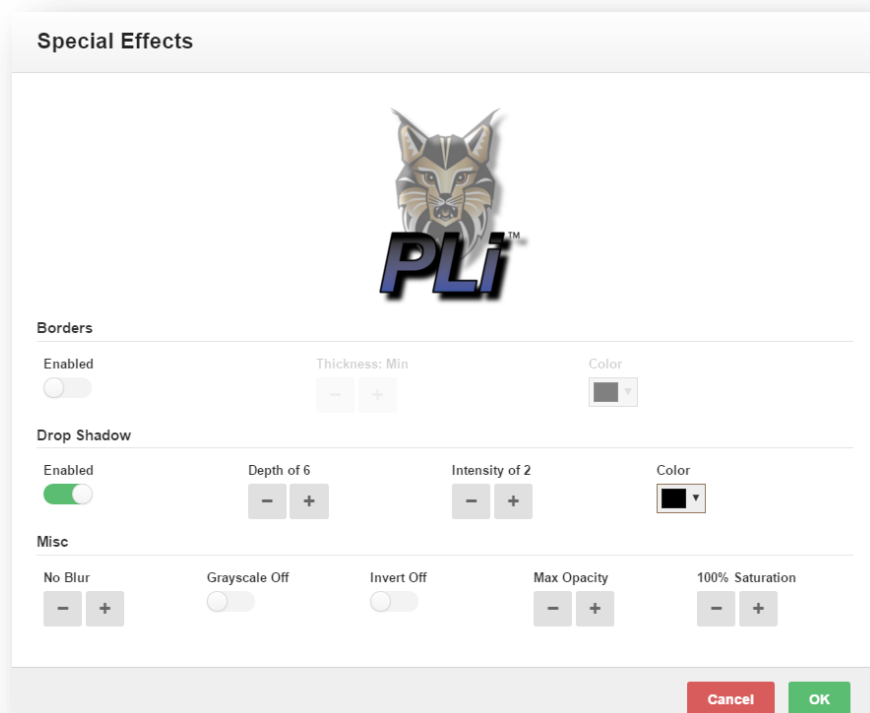 Special Effects
PLi™
Borders
Enabled Thickness: Min Color
Drop Shadow
Enabled Depth of 6 Intensity of 2 Color
Misc
No Blur Grayscale Off Invert Off Max Opacity 100% Saturation
Cancel OK